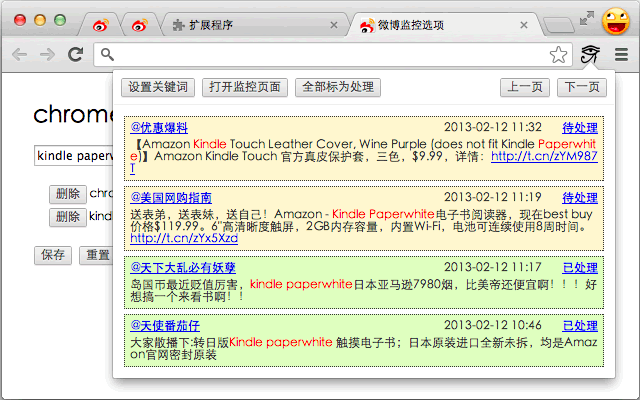 扩展程序
微博监控选项
设置关键词 打开监控页面 全部标为处理 上一页 下一页
chrome
kindle paperw
删除 chro
删除 kindl
保存 重置
@优惠爆料 2013-02-12 11:32 待处理
【Amazon Kindle Touch Leather Cover, Wine Purple (does not fit Kindle Paperwhit
e)】Amazon Kindle Touch 官方真皮保护套，三色，$9.99，详情：http://t.cn/zYM987
T
@美国网购指南 2013-02-12 11:19 待处理
送表弟，送表妹，送自己！Amazon - Kindle Paperwhite电子书阅读器，现在best buy
价格$119.99。6"高清晰度触屏，2GB内存容量，内置Wi-Fi，电池可连续使用8周时间。
http://t.cn/zYx5Xzd
@天下大乱必有妖孽 2013-02-12 11:17 已处理
岛国币最近贬值厉害，kindle paperwhite日本亚马逊7980烟，比美帝还便宜啊！！！好
想搞一个来看书啊！！
@天使番茄仔 2013-02-12 10:46 已处理
大家散播下:转日版Kindle paperwhite 触摸电子书；日本原装进口全新未拆，均是Amaz
on官网密封原装